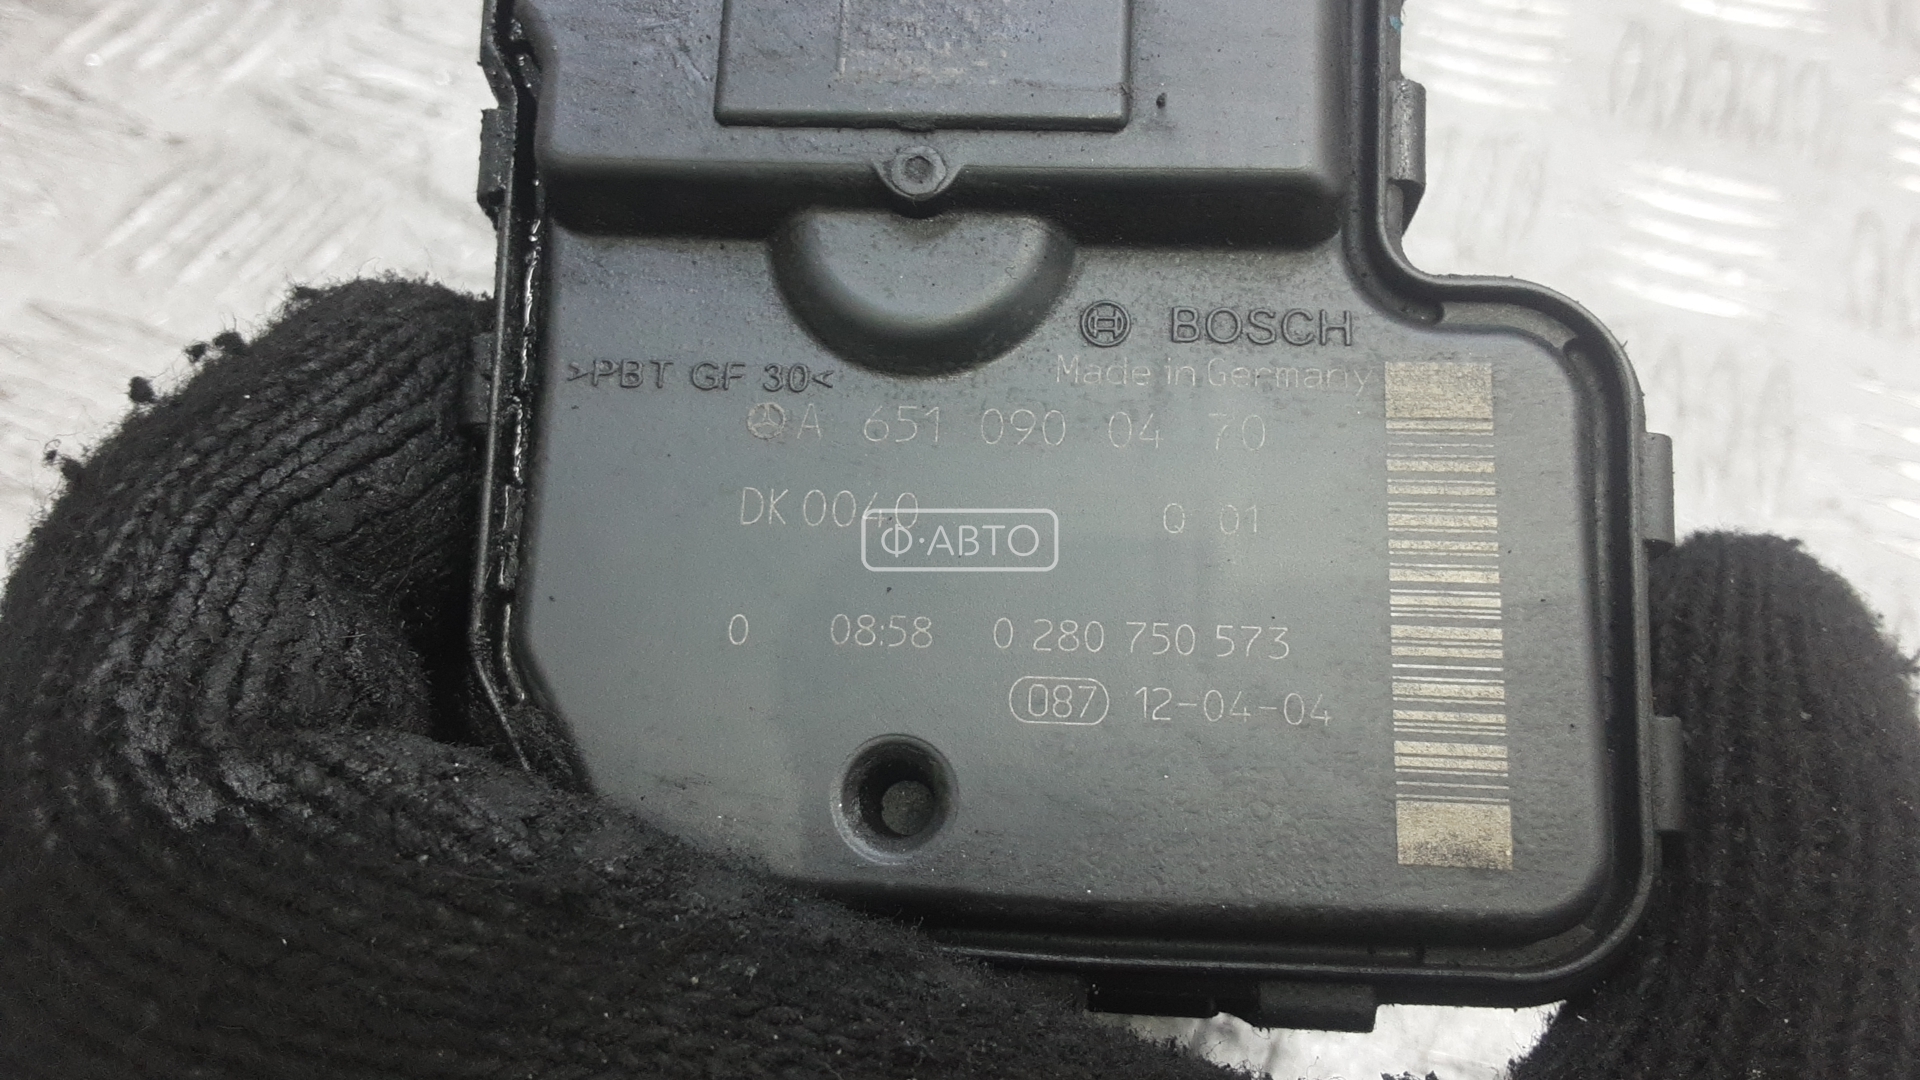 BOSCH
>PBT GF 30<
Made in Germany
A 651 090 04 70
DK 0040 Q 01
Ф·АВТО
0 08:58 0 280 750 573
087 12-04-04